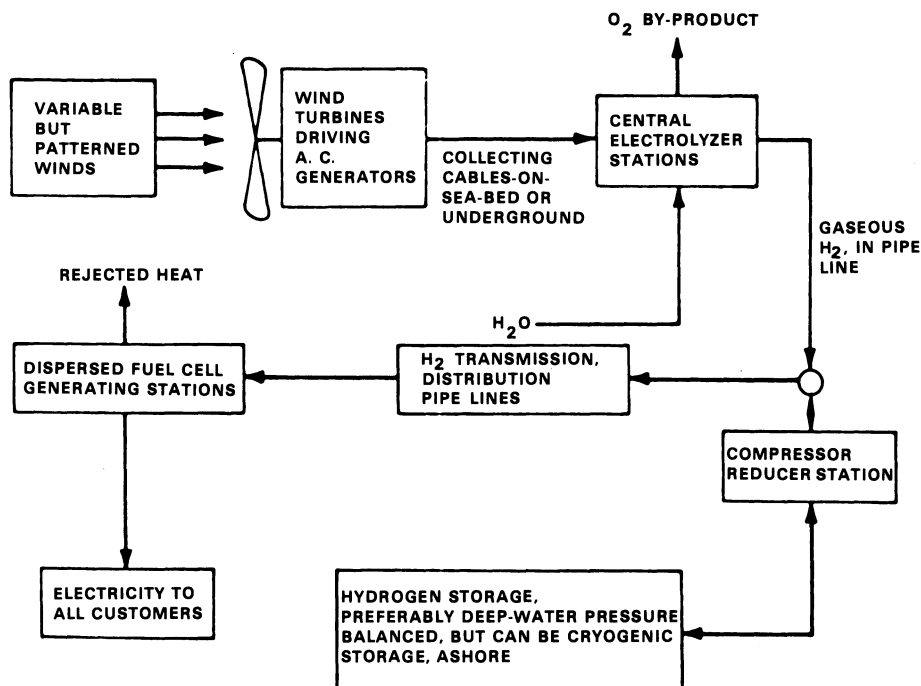 O2 BY-PRODUCT
VARIABLE
BUT
PATTERNED
WINDS
WIND
TURBINES
DRIVING
A. C.
GENERATORS
COLLECTING
CABLES-ON-
SEA-BED OR
UNDERGROUND
CENTRAL
ELECTROLYZER
STATIONS
GASEOUS
H2, IN PIPE
LINE
REJECTED HEAT
H2O
DISPERSED FUEL CELL
GENERATING STATIONS
H2 TRANSMISSION,
DISTRIBUTION
PIPE LINES
COMPRESSOR
REDUCER STATION
ELECTRICITY TO
ALL CUSTOMERS
HYDROGEN STORAGE,
PREFERABLY DEEP-WATER PRESSURE
BALANCED, BUT CAN BE CRYOGENIC
STORAGE, ASHORE